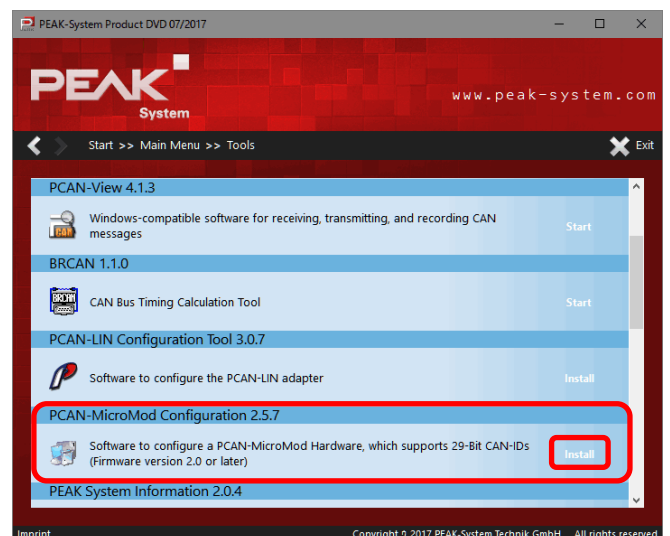 PEAK-System Product DVD 07/2017
PEAK
System
www.peak-system.com
Start >> Main Menu >> Tools
Exit
PCAN-View 4.1.3
Windows-compatible software for receiving, transmitting, and recording CAN
messages
Start
BRCAN 1.1.0
CAN Bus Timing Calculation Tool
Start
PCAN-LIN Configuration Tool 3.0.7
Software to configure the PCAN-LIN adapter
Install
PCAN-MicroMod Configuration 2.5.7
Software to configure a PCAN-MicroMod Hardware, which supports 29-Bit CAN-IDs
(Firmware version 2.0 or later)
Install
PEAK System Information 2.0.4
Imprint
Copyright 2017 PEAK-System Technik GmbH All rights reserved